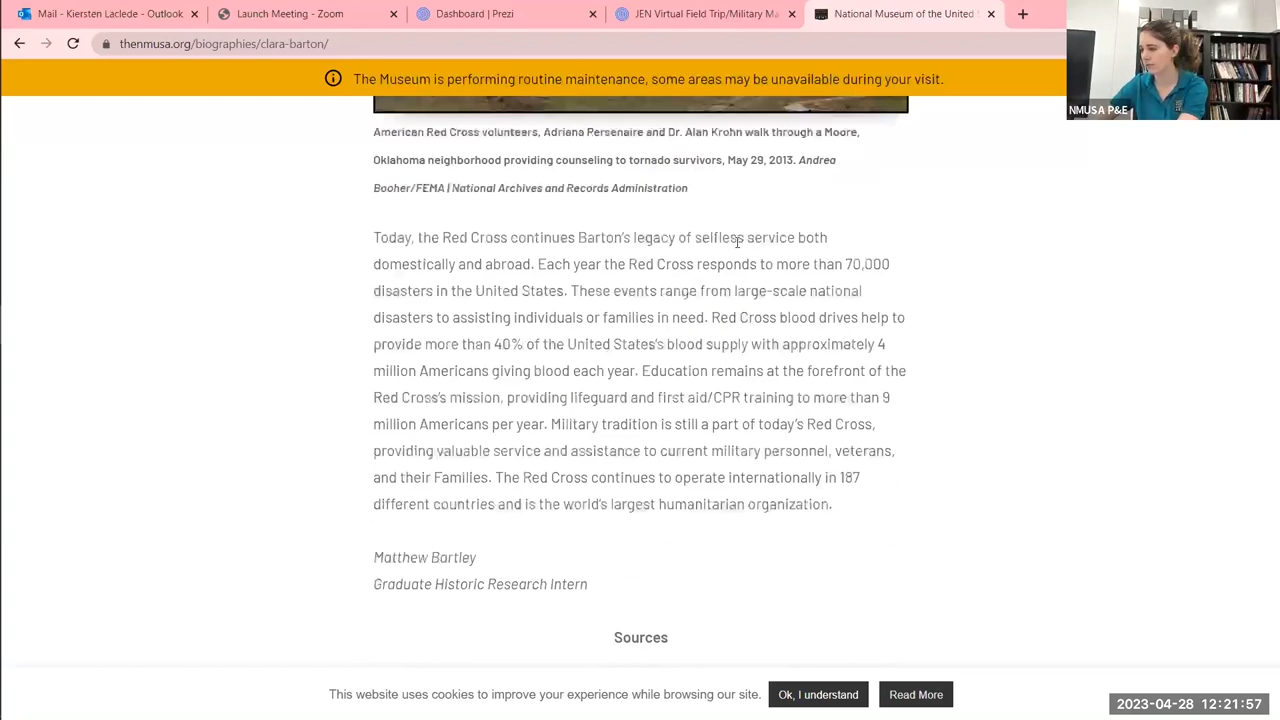 Mail - Kiersten Laclede - Outlook
Launch Meeting - Zoom
Dashboard | Prezi
JEN Virtual Field Trip/Military Ma
National Museum of the United
thenmusa.org/biographies/clara-barton/
The Museum is performing routine maintenance, some areas may be unavailable during your visit.
NMUSA P&E
American Red Cross volunteers, Adriana Persenaire and Dr. Alan Krohn walk through a Moore,
Oklahoma neighborhood providing counseling to tornado survivors, May 29, 2013. Andrea
Booher/FEMA | National Archives and Records Administration
Today, the Red Cross continues Barton's legacy of selfless service both
domestically and abroad. Each year the Red Cross responds to more than 70,000
disasters in the United States. These events range from large-scale national
disasters to assisting individuals or families in need. Red Cross blood drives help to
provide more than 40% of the United States's blood supply with approximately 4
million Americans giving blood each year. Education remains at the forefront of the
Red Cross's mission, providing lifeguard and first aid/CPR training to more than 9
million Americans per year. Military tradition is still a part of today's Red Cross,
providing valuable service and assistance to current military personnel, veterans,
and their Families. The Red Cross continues to operate internationally in 187
different countries and is the world's largest humanitarian organization.
Matthew Bartley
Graduate Historic Research Intern
Sources
This website uses cookies to improve your experience while browsing our site.
Ok, I understand
Read More
2023-04-28 12:21:57